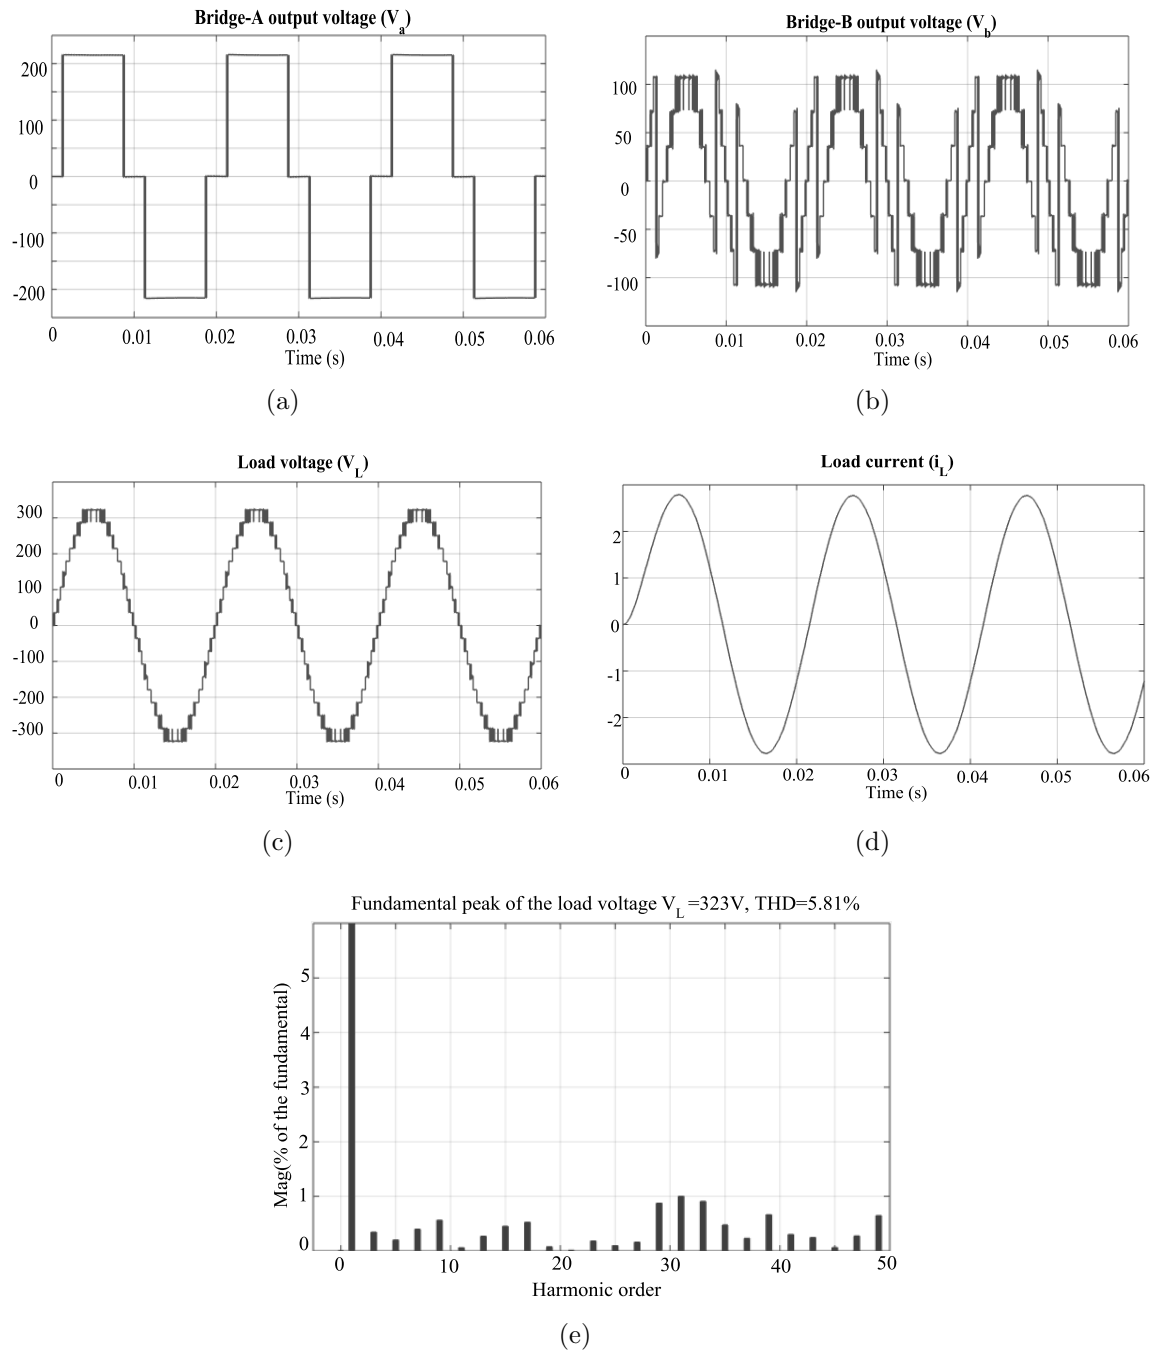 Bridge-A output voltage (Va)
200
100
0
-100
-200
0 0.01 0.02 0.03 0.04 0.05 0.06
Time (s)
(a)
Bridge-B output voltage (Vb)
100
50
0
-50
-100
0 0.01 0.02 0.03 0.04 0.05 0.06
Time (s)
(b)
Load voltage (VL)
300
200
100
0
-100
-200
-300
0 0.01 0.02 0.03 0.04 0.05 0.06
Time (s)
(c)
Load current (iL)
2
1
0
-1
-2
0 0.01 0.02 0.03 0.04 0.05 0.06
Time (s)
(d)
Fundamental peak of the load voltage VL =323V, THD=5.81%
Mag(% of the fundamental)
5
4
3
2
1
0
0 10 20 30 40 50
Harmonic order
(e)